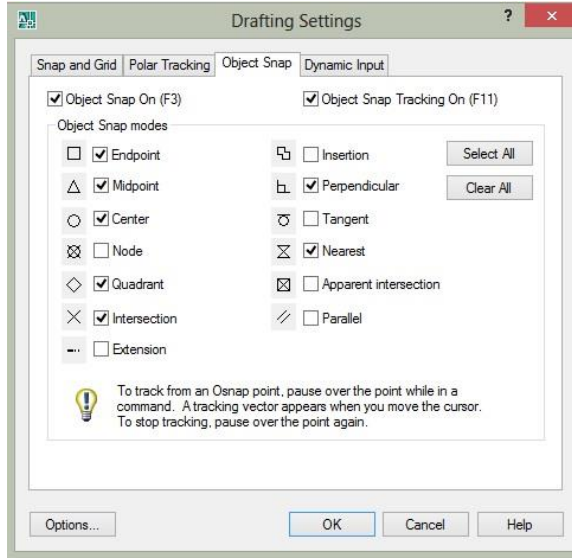 Drafting Settings
?
Snap and Grid Polar Tracking Object Snap Dynamic Input
Object Snap On (F3) Object Snap Tracking On (F11)
Object Snap modes
Endpoint Insertion Select All
Midpoint Perpendicular Clear All
Center Tangent
Node Nearest
Quadrant Apparent intersection
Intersection Parallel
Extension
To track from an Osnap point, pause over the point while in a
command. A tracking vector appears when you move the cursor.
To stop tracking, pause over the point again.
Options... OK Cancel Help